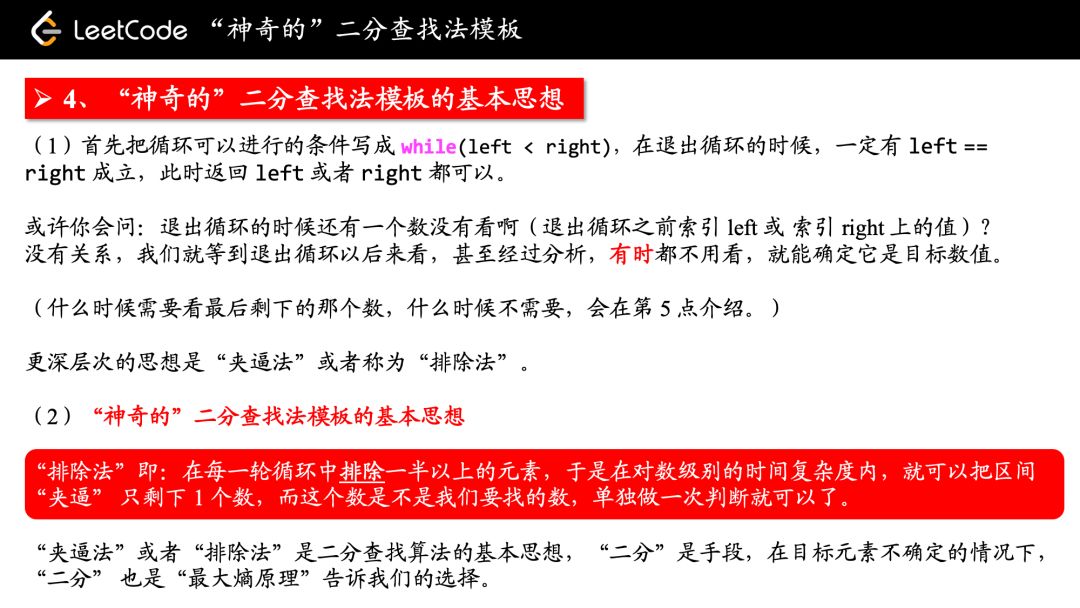 LeetCode “神奇的”二分查找法模板
➢ 4、“神奇的”二分查找法模板的基本思想
（1）首先把循环可以进行的条件写成 while(left < right)，在退出循环的时候，一定有 left ==
right 成立，此时返回 left 或者 right 都可以。
或许你会问：退出循环的时候还有一个数没有看啊（退出循环之前索引 left 或 索引 right 上的值）？
没有关系，我们就等到退出循环以后来看，甚至经过分析，有时都不用看，就能确定它是目标数值。
（什么时候需要看最后剩下的那个数，什么时候不需要，会在第 5 点介绍。）
更深层次的思想是“夹逼法”或者称为“排除法”。
（2）“神奇的”二分查找法模板的基本思想
“排除法”即：在每一轮循环中排除一半以上的元素，于是在对数级别的时间复杂度内，就可以把区间
“夹逼” 只剩下 1 个数，而这个数是不是我们要找的数，单独做一次判断就可以了。
“夹逼法”或者“排除法”是二分查找算法的基本思想，“二分”是手段，在目标元素不确定的情况下，
“二分” 也是“最大熵原理”告诉我们的选择。